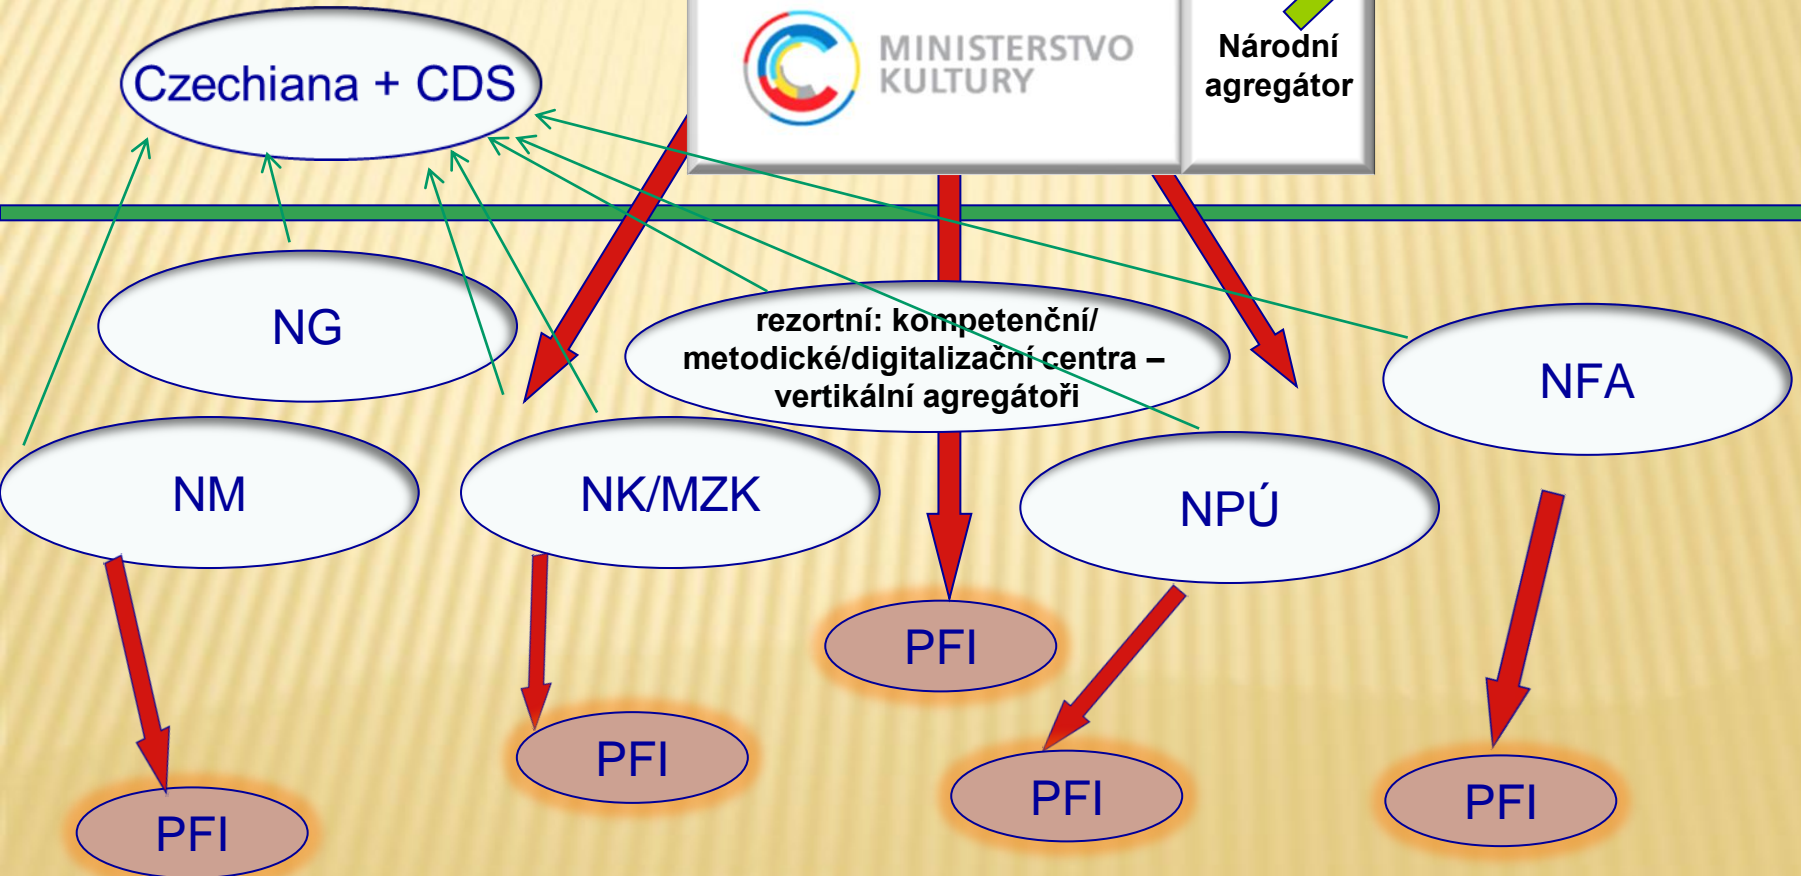 Czechiana + CDS
MINISTERSTVO
KULTURY
Národní
agregátor
NG
rezortní: kompetenční/
metodické/digitalizační centra –
vertikální agregátoři
NFA
NM
NK/MZK
NPÚ
PFI
PFI
PFI
PFI
PFI